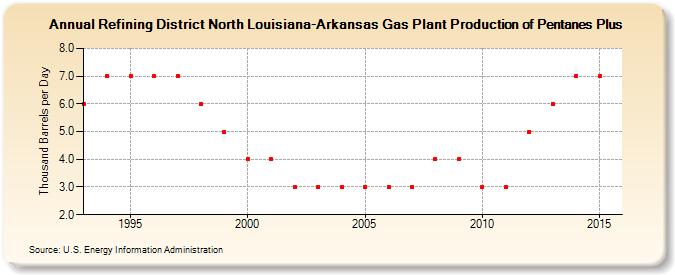 Annual Refining District North Louisiana-Arkansas Gas Plant Production of Pentanes Plus
Thousand Barrels per Day
8.0
7.0
6.0
5.0
4.0
3.0
2.0
1995 2000 2005 2010 2015
Source: U.S. Energy Information Administration